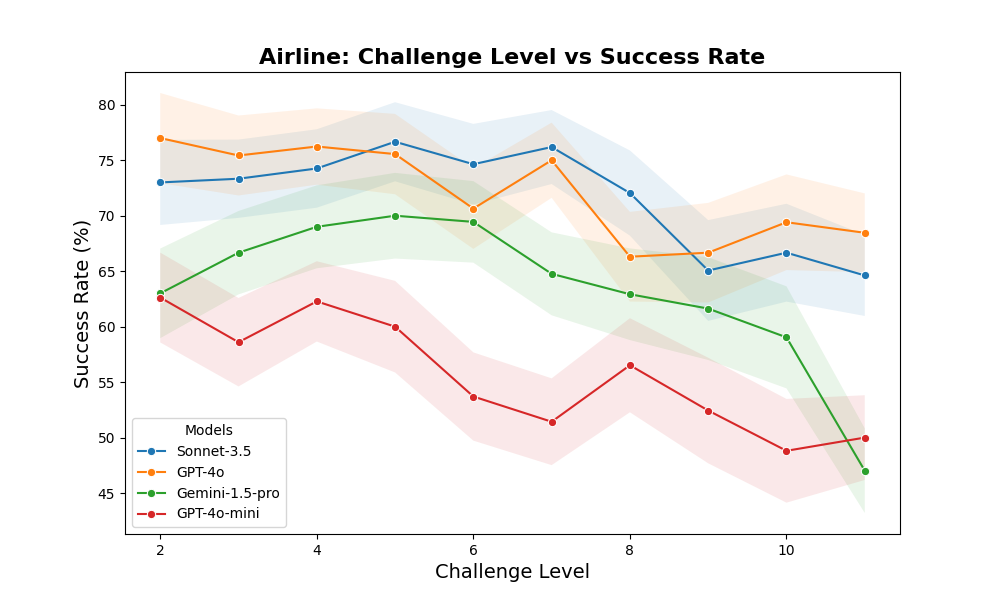 Airline: Challenge Level vs Success Rate
Success Rate (%)
80
75
70
65
60
55
50
45
Models
Sonnet-3.5
GPT-4o
Gemini-1.5-pro
GPT-4o-mini
2
4
6
8
10
Challenge Level